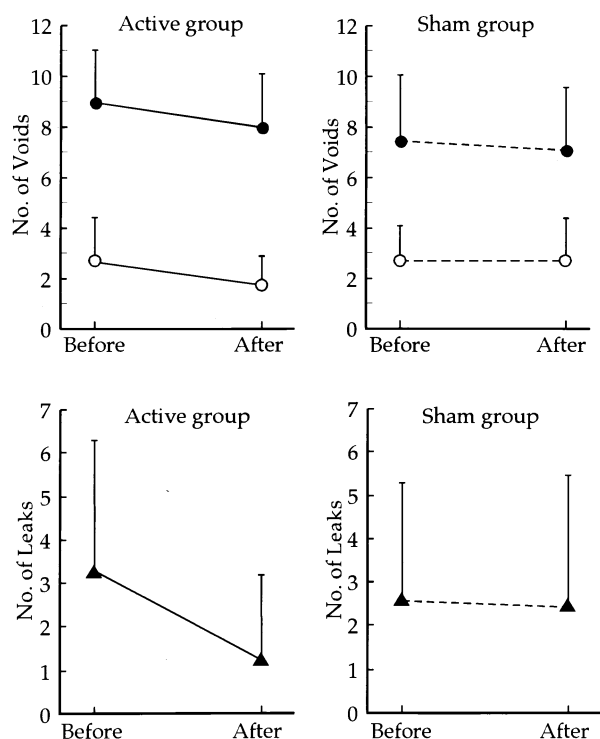 Active group
No. of Voids
12
10
8
6
4
2
0
Before After
Sham group
No. of Voids
12
10
8
6
4
2
0
Before After
Active group
No. of Leaks
7
6
5
4
3
2
1
0
Before After
Sham group
No. of Leaks
7
6
5
4
3
2
1
0
Before After